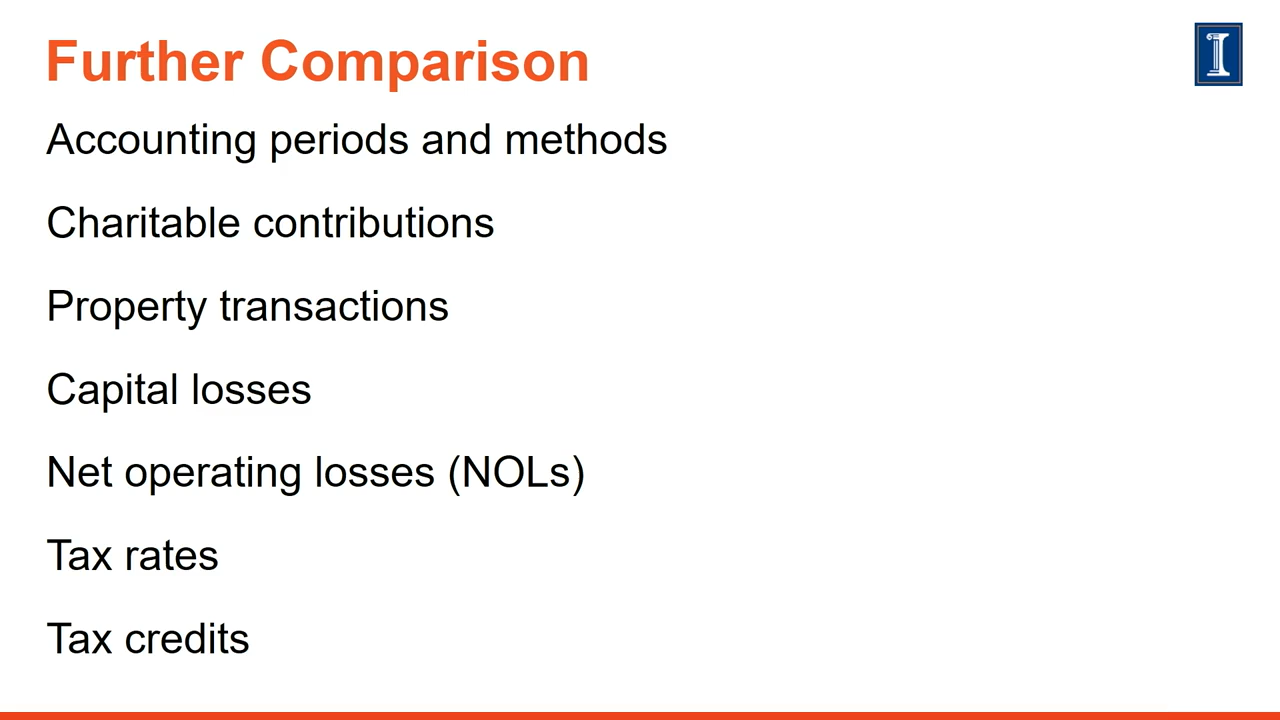 Further Comparison
Accounting periods and methods
Charitable contributions
Property transactions
Capital losses
Net operating losses (NOLs)
Tax rates
Tax credits